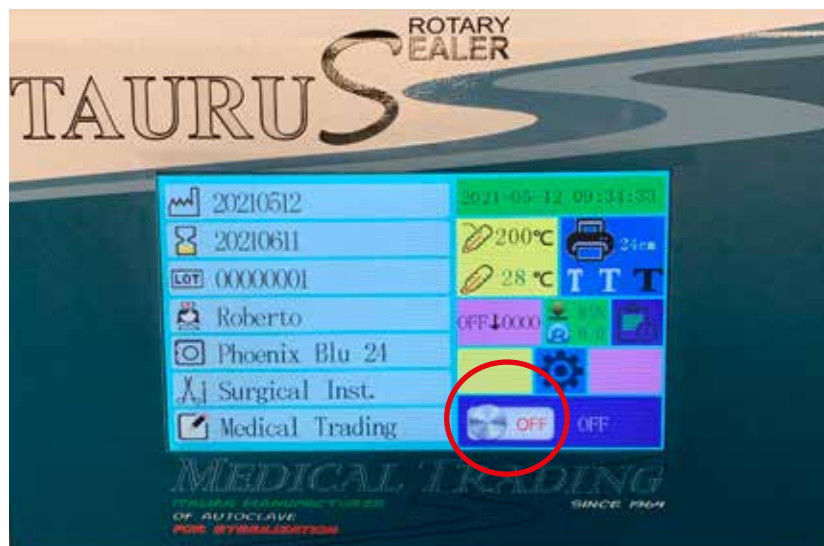 ROTARY
TAURUS EALER
20210512
2021-05-12 09:34:33
20210611
200℃
24cm
LOT 00000001
28 ℃
T T T
Roberto
OFF↓0000
Phoenix Blu 24
Surgical Inst.
Medical Trading
OFF
OFF
MEDICAL TRADING
ITALIAN MANUFACTURER
SINCE 1964
OF AUTOCLAVE
FOR STERILIZATION